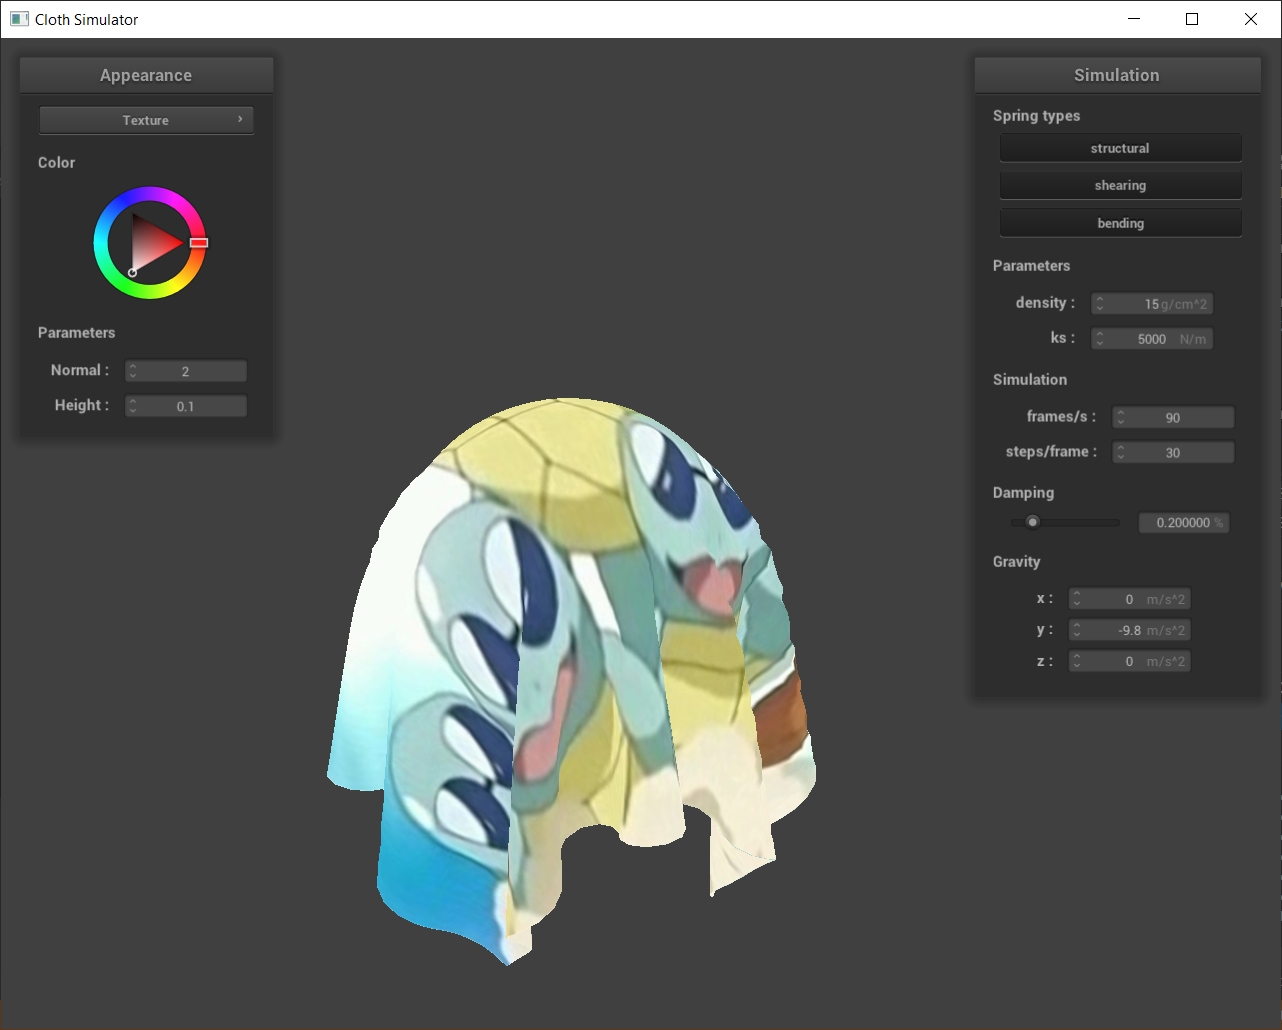 Cloth Simulator
Appearance
Texture
Color
Parameters
Normal : 2
Height : 0.1
Simulation
Spring types
structural
shearing
bending
Parameters
density : 15 g/cm^2
ks : 5000 N/m
Simulation
frames/s : 90
steps/frame : 30
Damping
0.200000 %
Gravity
x : 0 m/s^2
y : -9.8 m/s^2
z : 0 m/s^2